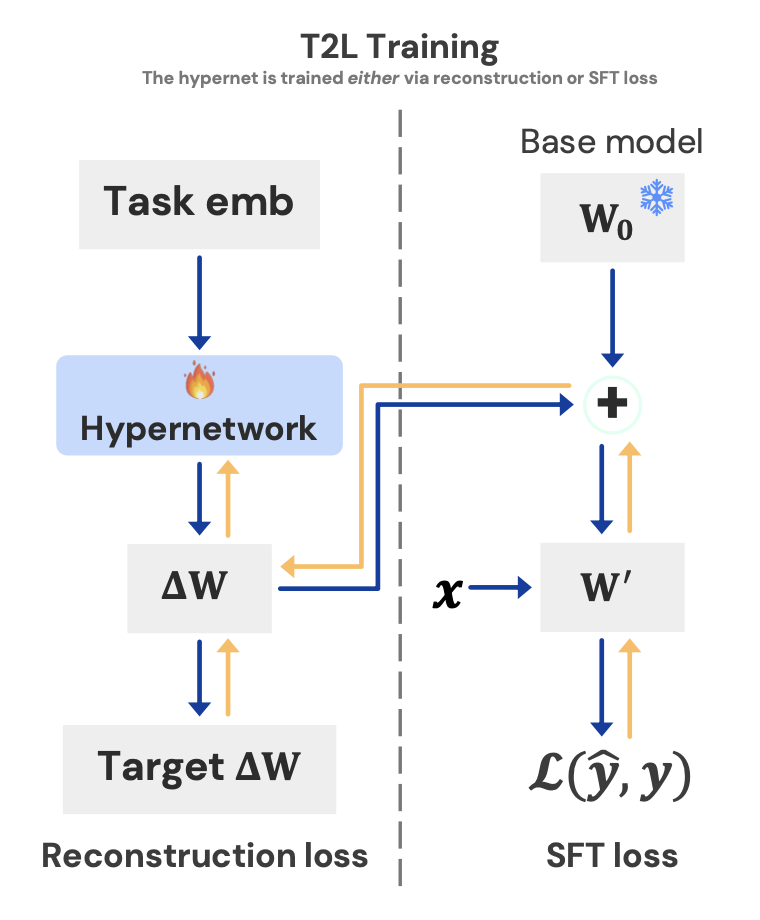 T2L Training
The hypernet is trained either via reconstruction or SFT loss
Task emb
Hypernetwork
ΔW
Target ΔW
Reconstruction loss
Base model
W₀
+
x
W′
ℒ(ŷ, y)
SFT loss